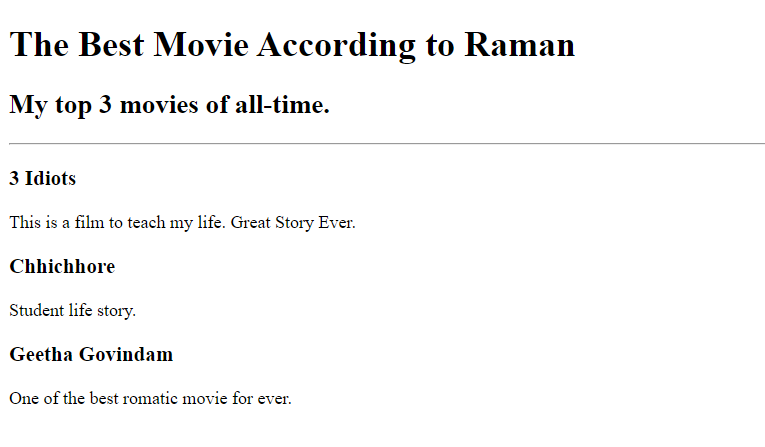 The Best Movie According to Raman
My top 3 movies of all-time.
3 Idiots
This is a film to teach my life. Great Story Ever.
Chhichhore
Student life story.
Geetha Govindam
One of the best romatic movie for ever.